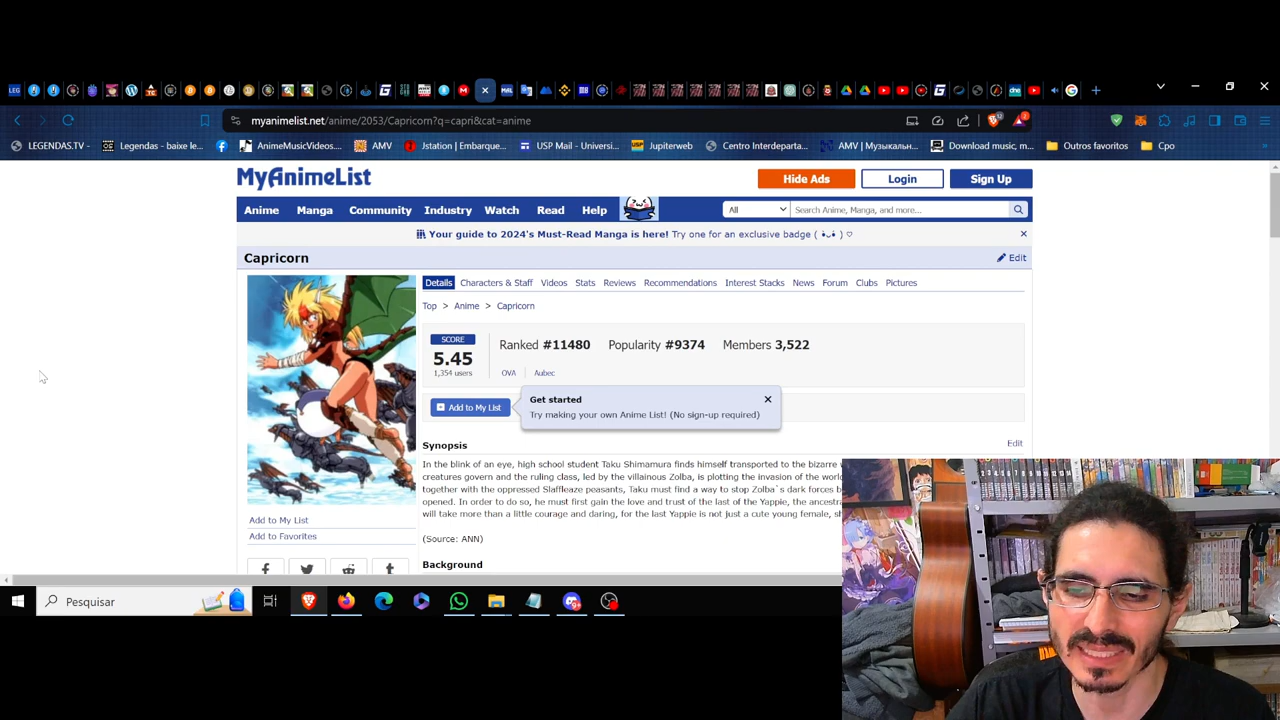 LEG
myanimelist.net/anime/2053/Capricorn?q=capri&cat=anime
LEGENDAS.TV -
Legendas - baixe le...
AnimeMusicVideos....
AMV
Jstation | Embarque...
USP Mail - Universi...
Jupiterweb
Centro Interdeparta...
AMV | Музыкальн...
Download music, m...
Outros favoritos
Cpo
MyAnimeList
Hide Ads
Login
Sign Up
Anime
Manga
Community
Industry
Watch
Read
Help
All
Search Anime, Manga, and more...
Your guide to 2024's Must-Read Manga is here! Try one for an exclusive badge
Capricorn
Edit
Details
Characters & Staff
Videos
Stats
Reviews
Recommendations
Interest Stacks
News
Forum
Clubs
Pictures
Top > Anime > Capricorn
SCORE
5.45
1,354 users
Ranked #11480
Popularity #9374
Members 3,522
OVA
Aubec
Add to My List
Get started
Try making your own Anime List! (No sign-up required)
Synopsis
Edit
In the blink of an eye, high school student Taku Shimamura finds himself transported to the bizarre
creatures govern and the ruling class, led by the villainous Zolba, is plotting the invasion of the
together with the oppressed Slaffleaze peasants, Taku must find a way to stop Zolba`s dark forces
opened. In order to do so, he must first gain the love and trust of the last of the Yappie, the
will take more than a little courage and daring, for the last Yappie is not just a cute young female,
(Source: ANN)
Background
Add to My List
Add to Favorites
Pesquisar